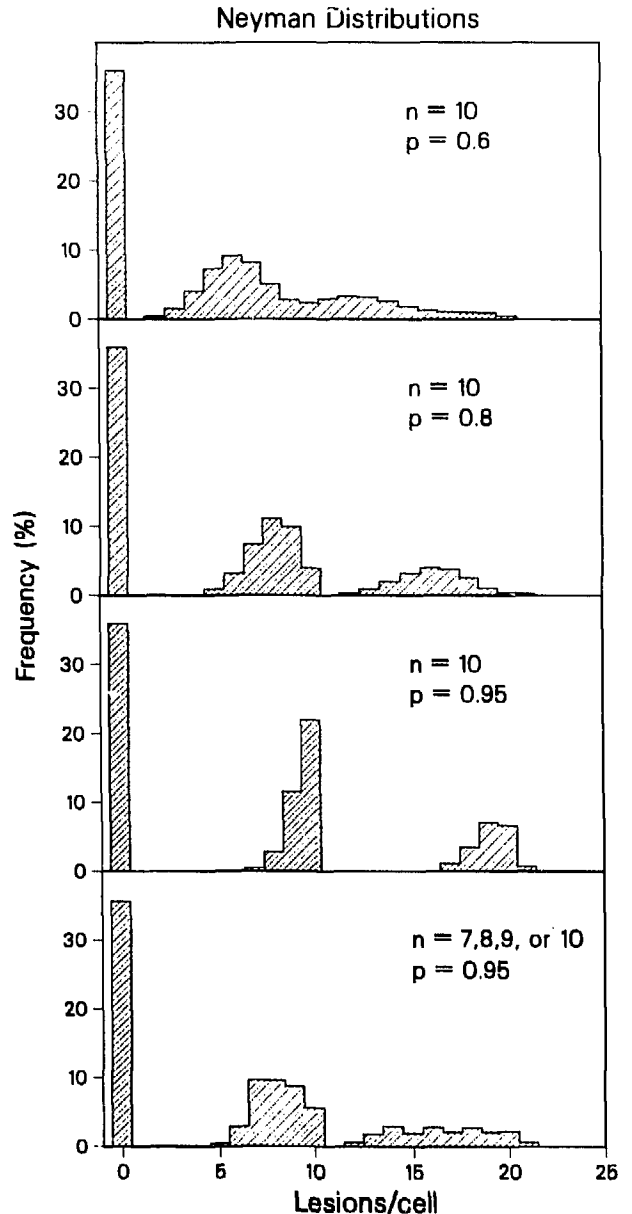 Neyman Distributions
Frequency (%)
30
20
10
0
n = 10
p = 0.6
30
20
10
0
n = 10
p = 0.8
30
20
10
0
n = 10
p = 0.95
30
20
10
0
n = 7,8,9, or 10
p = 0.95
0 5 10 15 20 25
Lesions/cell